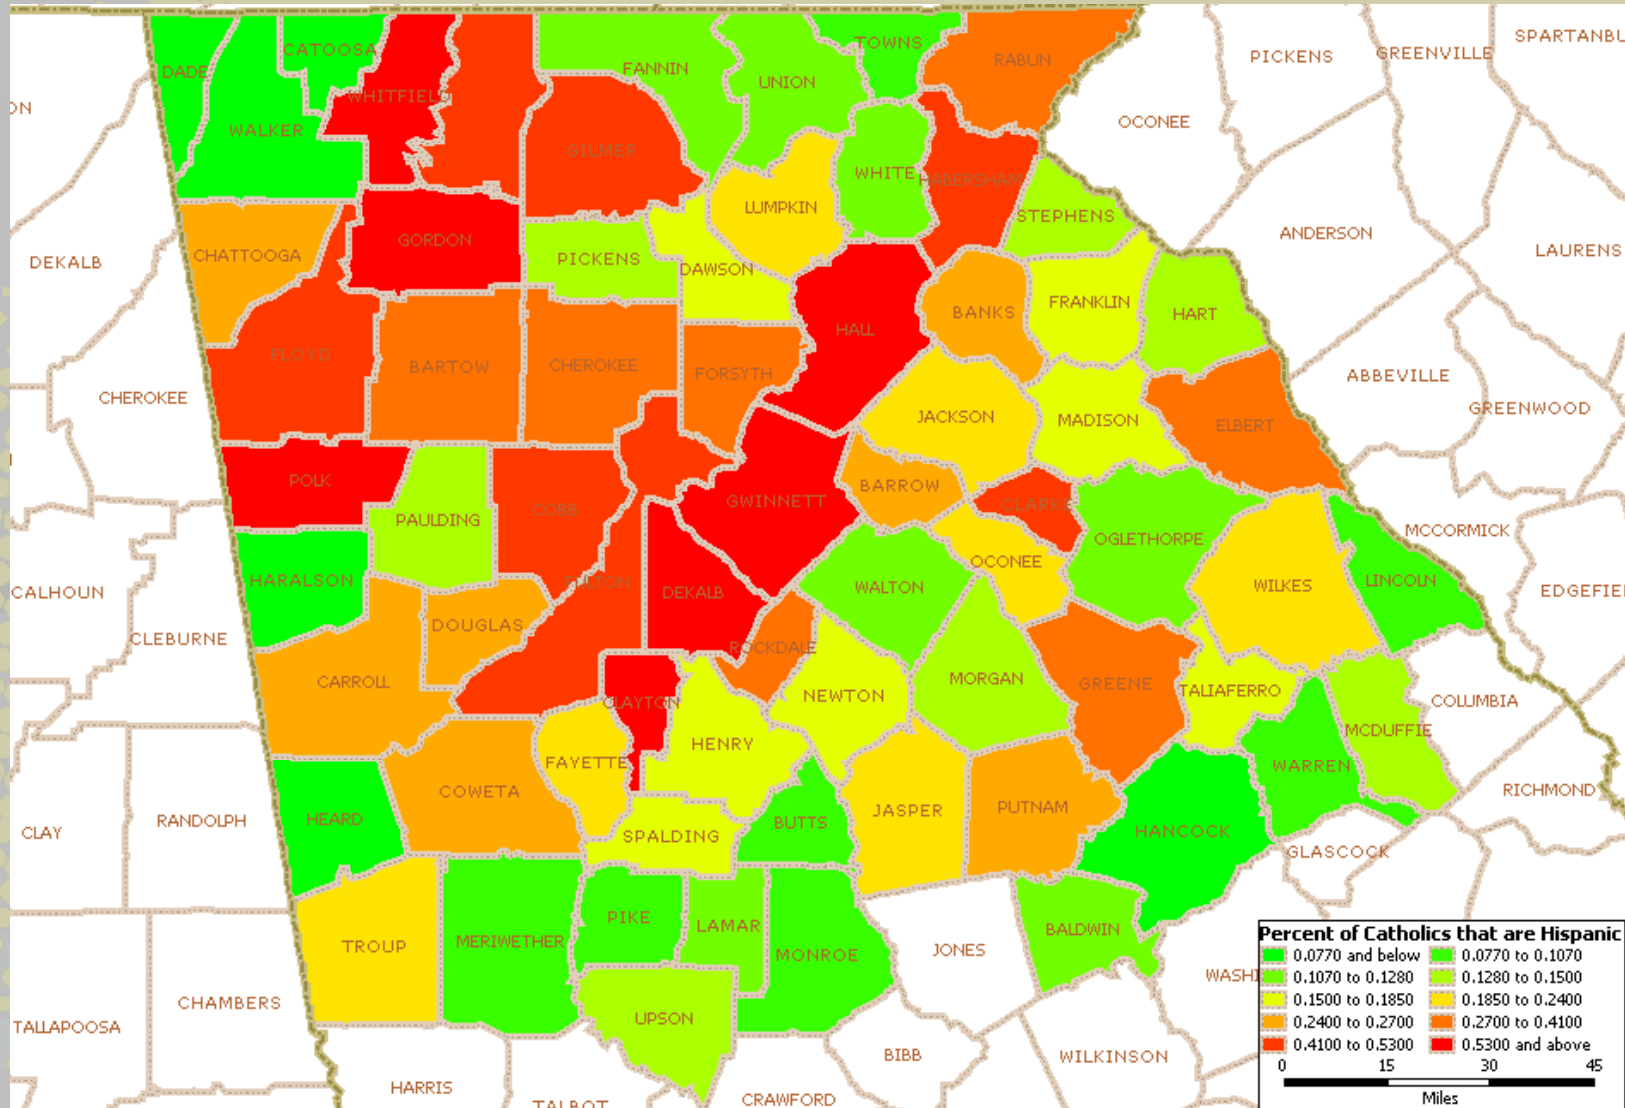 SPARTANBU
TOWNS
CATOOSA
PICKENS
GREENVILLE
RABUN
FANNIN
DADE
UNION
WHITFIELD
ON
OCONEE
WALKER
GILMER
WHITE
HABERSHAM
LUMPKIN
STEPHENS
ANDERSON
GORDON
LAURENS
CHATTOOGA
PICKENS
DEKALB
DAWSON
FRANKLIN
BANKS
HART
HALL
FLOYD
BARTOW
CHEROKEE
FORSYTH
ABBEVILLE
CHEROKEE
GREENWOOD
JACKSON
MADISON
ELBERT
POLK
BARROW
GWINNETT
CLARKE
COBB
PAULDING
MCCORMICK
OGLETHORPE
OCONEE
HARALSON
FULTON
LINCOLN
WALTON
WILKES
CALHOUN
DEKALB
EDGEFIE
DOUGLAS
CLEBURNE
ROCKDALE
CARROLL
MORGAN
GREENE
TALIAFERRO
NEWTON
CLAYTON
COLUMBIA
MCDUFFIE
HENRY
FAYETTE
WARREN
COWETA
RICHMOND
PUTNAM
JASPER
HEARD
RANDOLPH
BUTTS
CLAY
HANCOCK
SPALDING
GLASCOCK
PIKE
LAMAR
BALDWIN
MERIWETHER
TROUP
JONES
MONROE
WASHI
CHAMBERS
UPSON
TALLAPOOSA
BIBB
WILKINSON
HARRIS
CRAWFORD
TALBOT
Percent of Catholics that are Hispanic
0.0770 and below 0.0770 to 0.1070
0.1070 to 0.1280 0.1280 to 0.1500
0.1500 to 0.1850 0.1850 to 0.2400
0.2400 to 0.2700 0.2700 to 0.4100
0.4100 to 0.5300 0.5300 and above
0 15 30 45
Miles